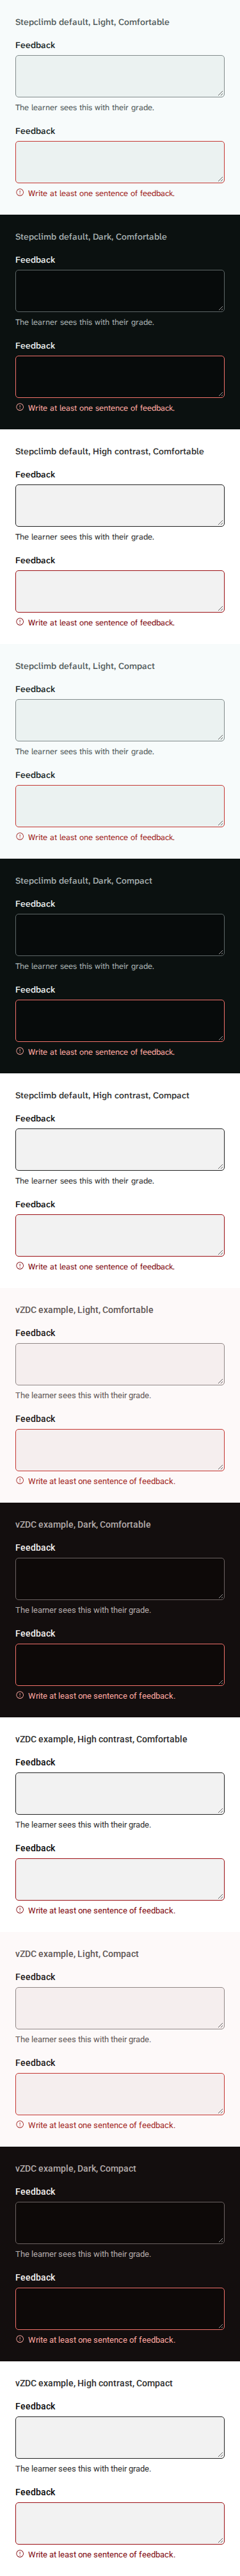 Stepclimb default, Light, Comfortable
Feedback
The learner sees this with their grade.
Feedback
Write at least one sentence of feedback.
Stepclimb default, Dark, Comfortable
Feedback
The learner sees this with their grade.
Feedback
Write at least one sentence of feedback.
Stepclimb default, High contrast, Comfortable
Feedback
The learner sees this with their grade.
Feedback
Write at least one sentence of feedback.
Stepclimb default, Light, Compact
Feedback
The learner sees this with their grade.
Feedback
Write at least one sentence of feedback.
Stepclimb default, Dark, Compact
Feedback
The learner sees this with their grade.
Feedback
Write at least one sentence of feedback.
Stepclimb default, High contrast, Compact
Feedback
The learner sees this with their grade.
Feedback
Write at least one sentence of feedback.
vZDC example, Light, Comfortable
Feedback
The learner sees this with their grade.
Feedback
Write at least one sentence of feedback.
vZDC example, Dark, Comfortable
Feedback
The learner sees this with their grade.
Feedback
Write at least one sentence of feedback.
vZDC example, High contrast, Comfortable
Feedback
The learner sees this with their grade.
Feedback
Write at least one sentence of feedback.
vZDC example, Light, Compact
Feedback
The learner sees this with their grade.
Feedback
Write at least one sentence of feedback.
vZDC example, Dark, Compact
Feedback
The learner sees this with their grade.
Feedback
Write at least one sentence of feedback.
vZDC example, High contrast, Compact
Feedback
The learner sees this with their grade.
Feedback
Write at least one sentence of feedback.